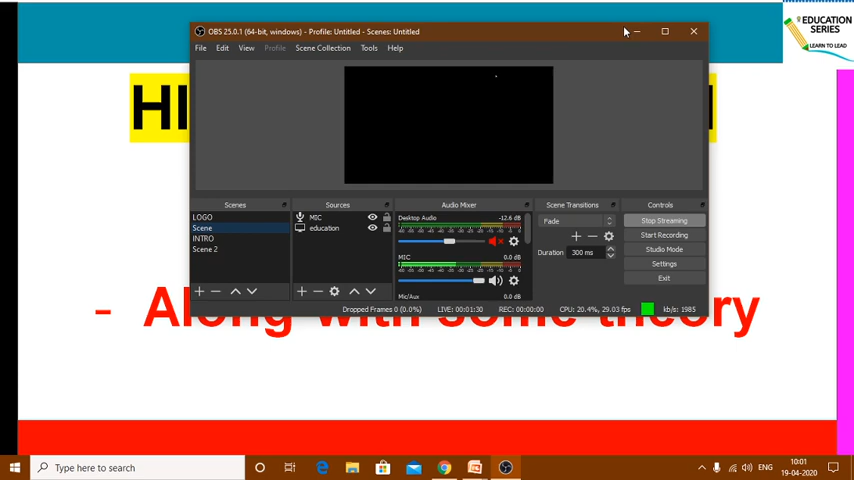 EDUCATION
SERIES
LEARN TO LEAD
OBS 25.0.1 (64-bit, windows) - Profile: Untitled - Scenes: Untitled
File Edit View Profile Scene Collection Tools Help
HI
Scenes
LOGO
Scene
INTRO
Scene 2
Sources
MIC
education
Audio Mixer
Desktop Audio -12.6 dB
MIC 0.0 dB
Mic/Aux 0.0 dB
Scene Transitions
Fade
Duration 300 ms
Controls
Stop Streaming
Start Recording
Studio Mode
Settings
Exit
Dropped Frames 0 (0.0%) LIVE: 00:01:30 REC: 00:00:00 CPU: 20.4%, 29.03 fps kb/s: 1985
- Along with some theory
Type here to search
ENG
10:01
19-04-2020